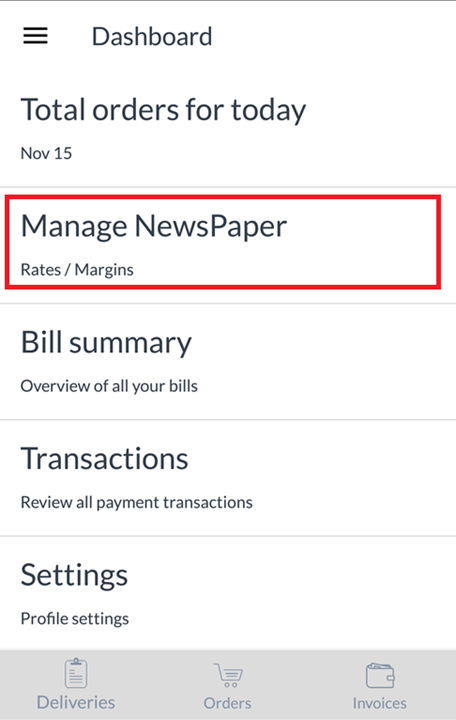 Dashboard
Total orders for today
Nov 15
Manage NewsPaper
Rates / Margins
Bill summary
Overview of all your bills
Transactions
Review all payment transactions
Settings
Profile settings
Deliveries
Orders
Invoices